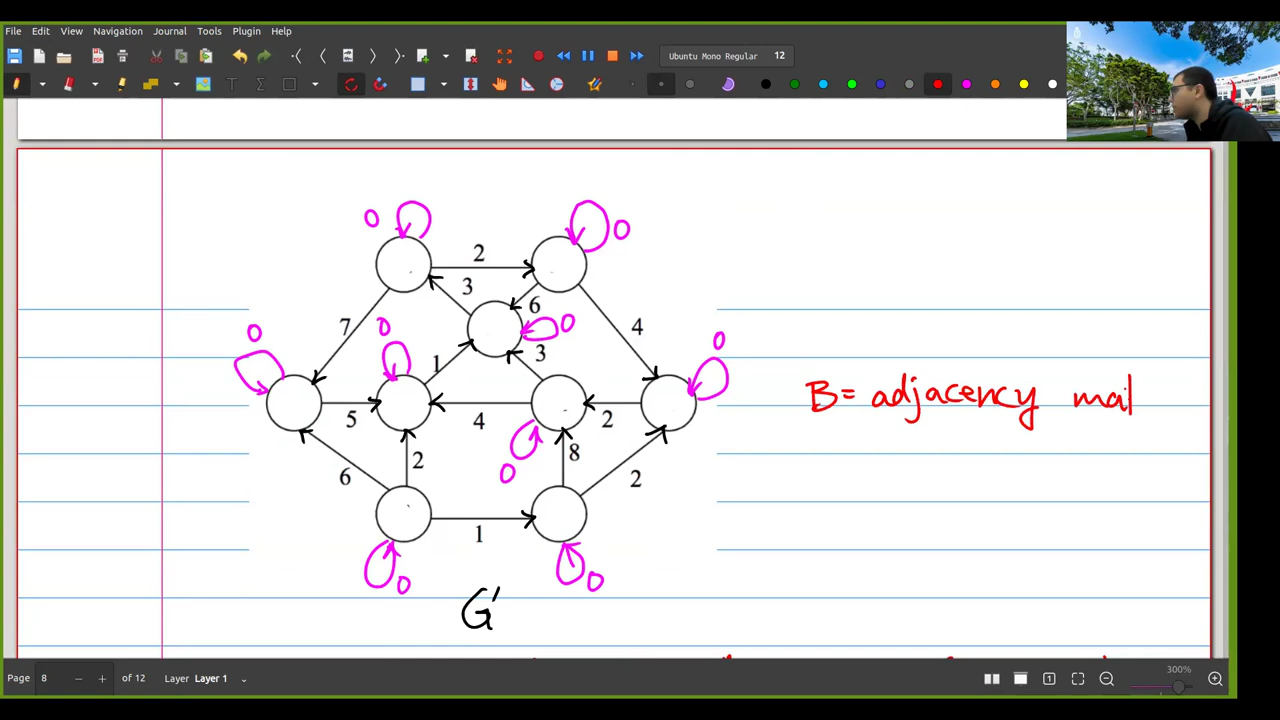 File Edit View Navigation Journal Tools Plugin Help
Ubuntu Mono Regular 12
0 0
2
3 6
0 0 7 0 4 0
1 3
5 4 2
B= adjacency mat
6 2 0 8 2
1
0 0
G'
Page 8 of 12 Layer Layer 1 300%